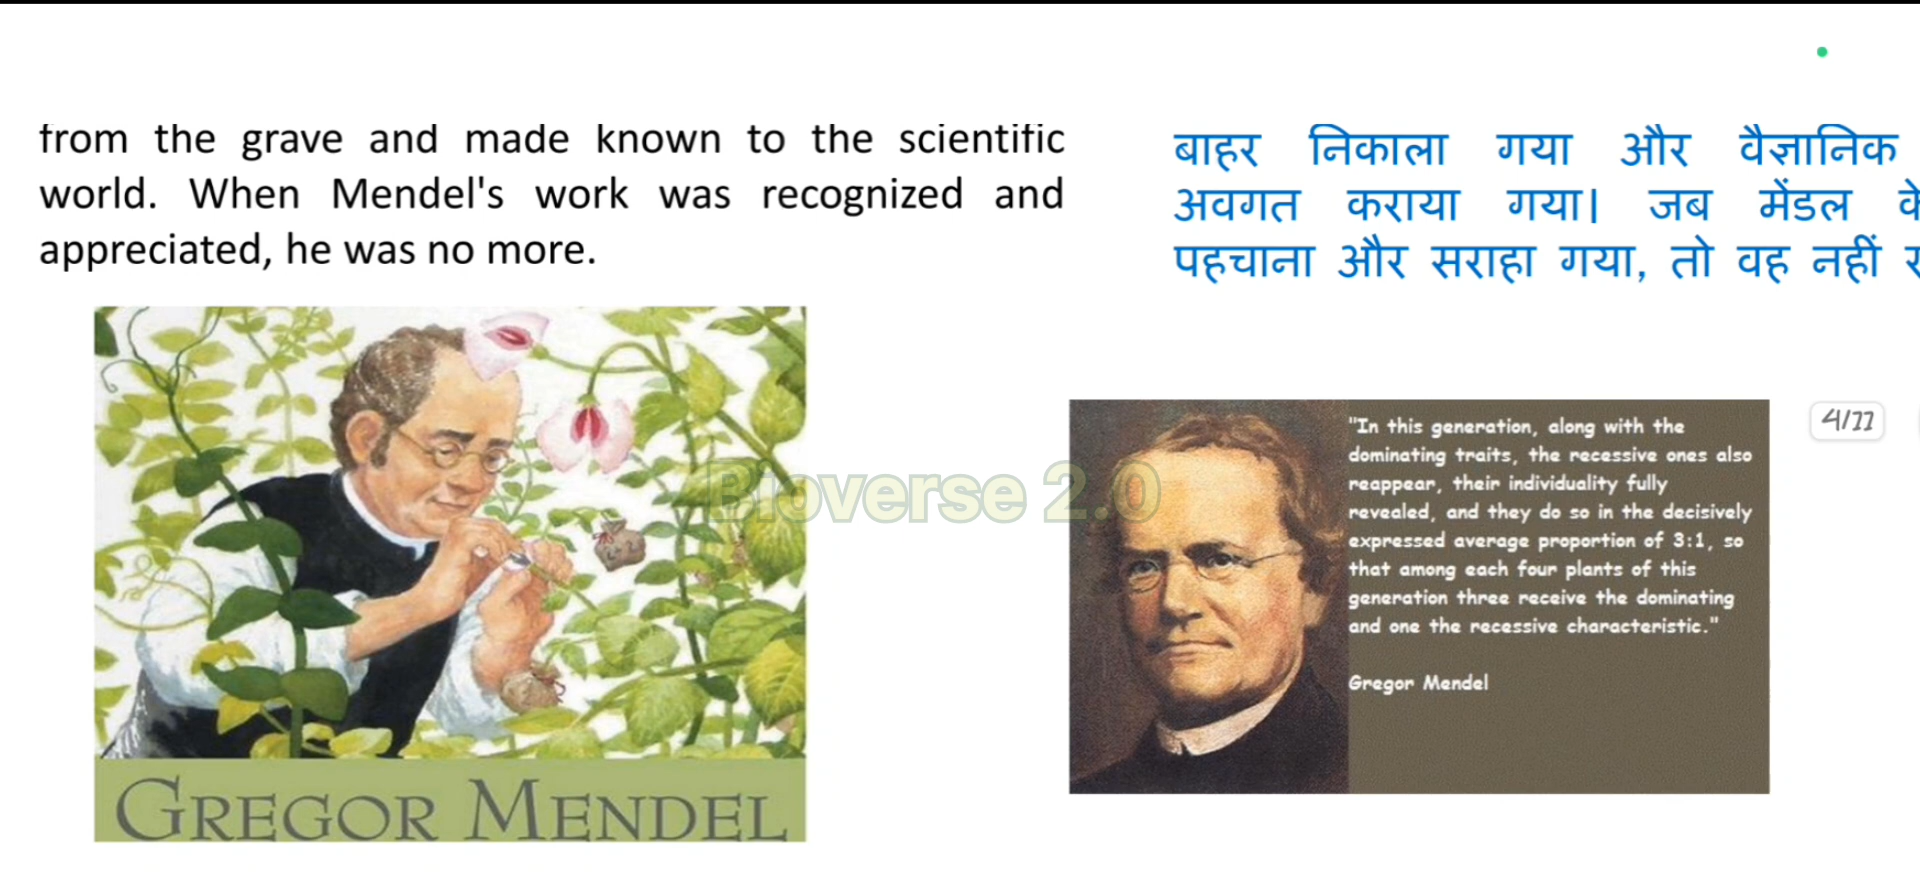 from the grave and made known to the scientific
world. When Mendel's work was recognized and
appreciated, he was no more.
बाहर निकाला गया और वैज्ञानिक
अवगत कराया गया। जब मेंडल के
पहचाना और सराहा गया, तो वह नहीं
"In this generation, along with the
dominating traits, the recessive ones also
reappear, their individuality fully
revealed, and they do so in the decisively
expressed average proportion of 3:1, so
that among each four plants of this
generation three receive the dominating
and one the recessive characteristic."
Gregor Mendel
4/77
Bioverse 2.0
GREGOR MENDEL